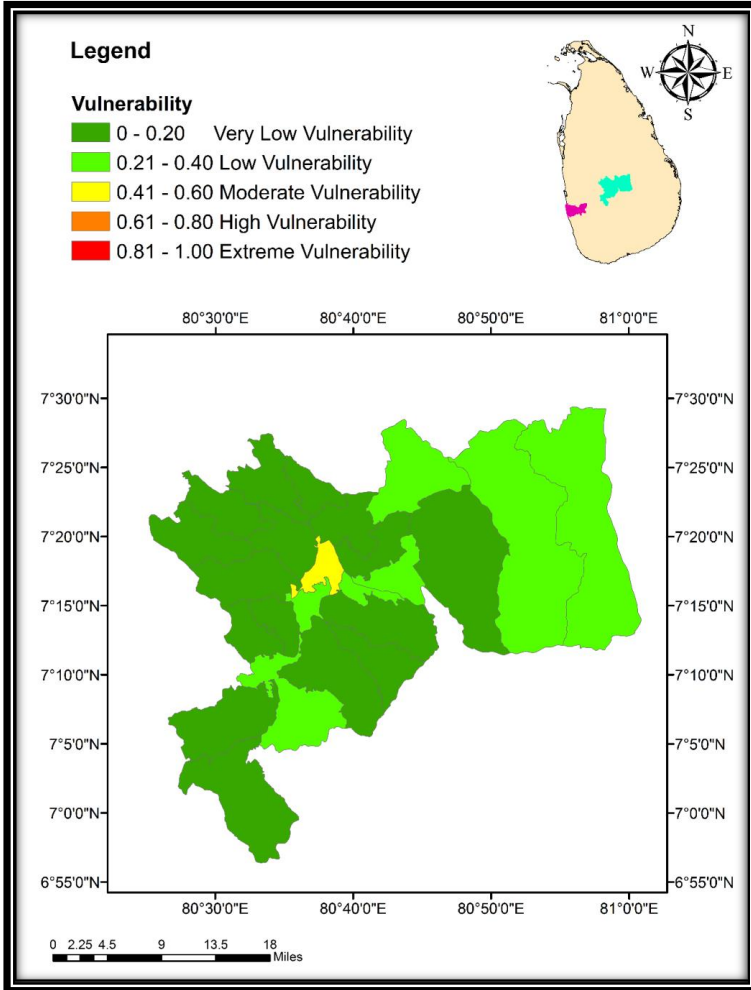 Legend
N
W E
S
Vulnerability
0 - 0.20 Very Low Vulnerability
0.21 - 0.40 Low Vulnerability
0.41 - 0.60 Moderate Vulnerability
0.61 - 0.80 High Vulnerability
0.81 - 1.00 Extreme Vulnerability
80°30'0"E 80°40'0"E 80°50'0"E 81°0'0"E
7°30'0"N 7°30'0"N
7°25'0"N 7°25'0"N
7°20'0"N 7°20'0"N
7°15'0"N 7°15'0"N
7°10'0"N 7°10'0"N
7°5'0"N 7°5'0"N
7°0'0"N 7°0'0"N
6°55'0"N 6°55'0"N
80°30'0"E 80°40'0"E 80°50'0"E 81°0'0"E
0 2.25 4.5 9 13.5 18
Miles